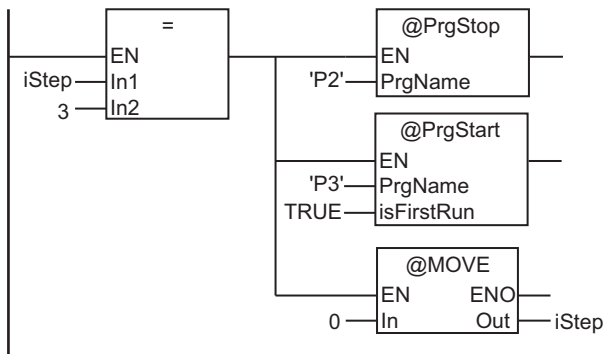 =
EN
iStep In1
3 In2
@PrgStop
EN
'P2' PrgName
@PrgStart
EN
'P3' PrgName
TRUE isFirstRun
@MOVE
EN ENO
0 In Out iStep